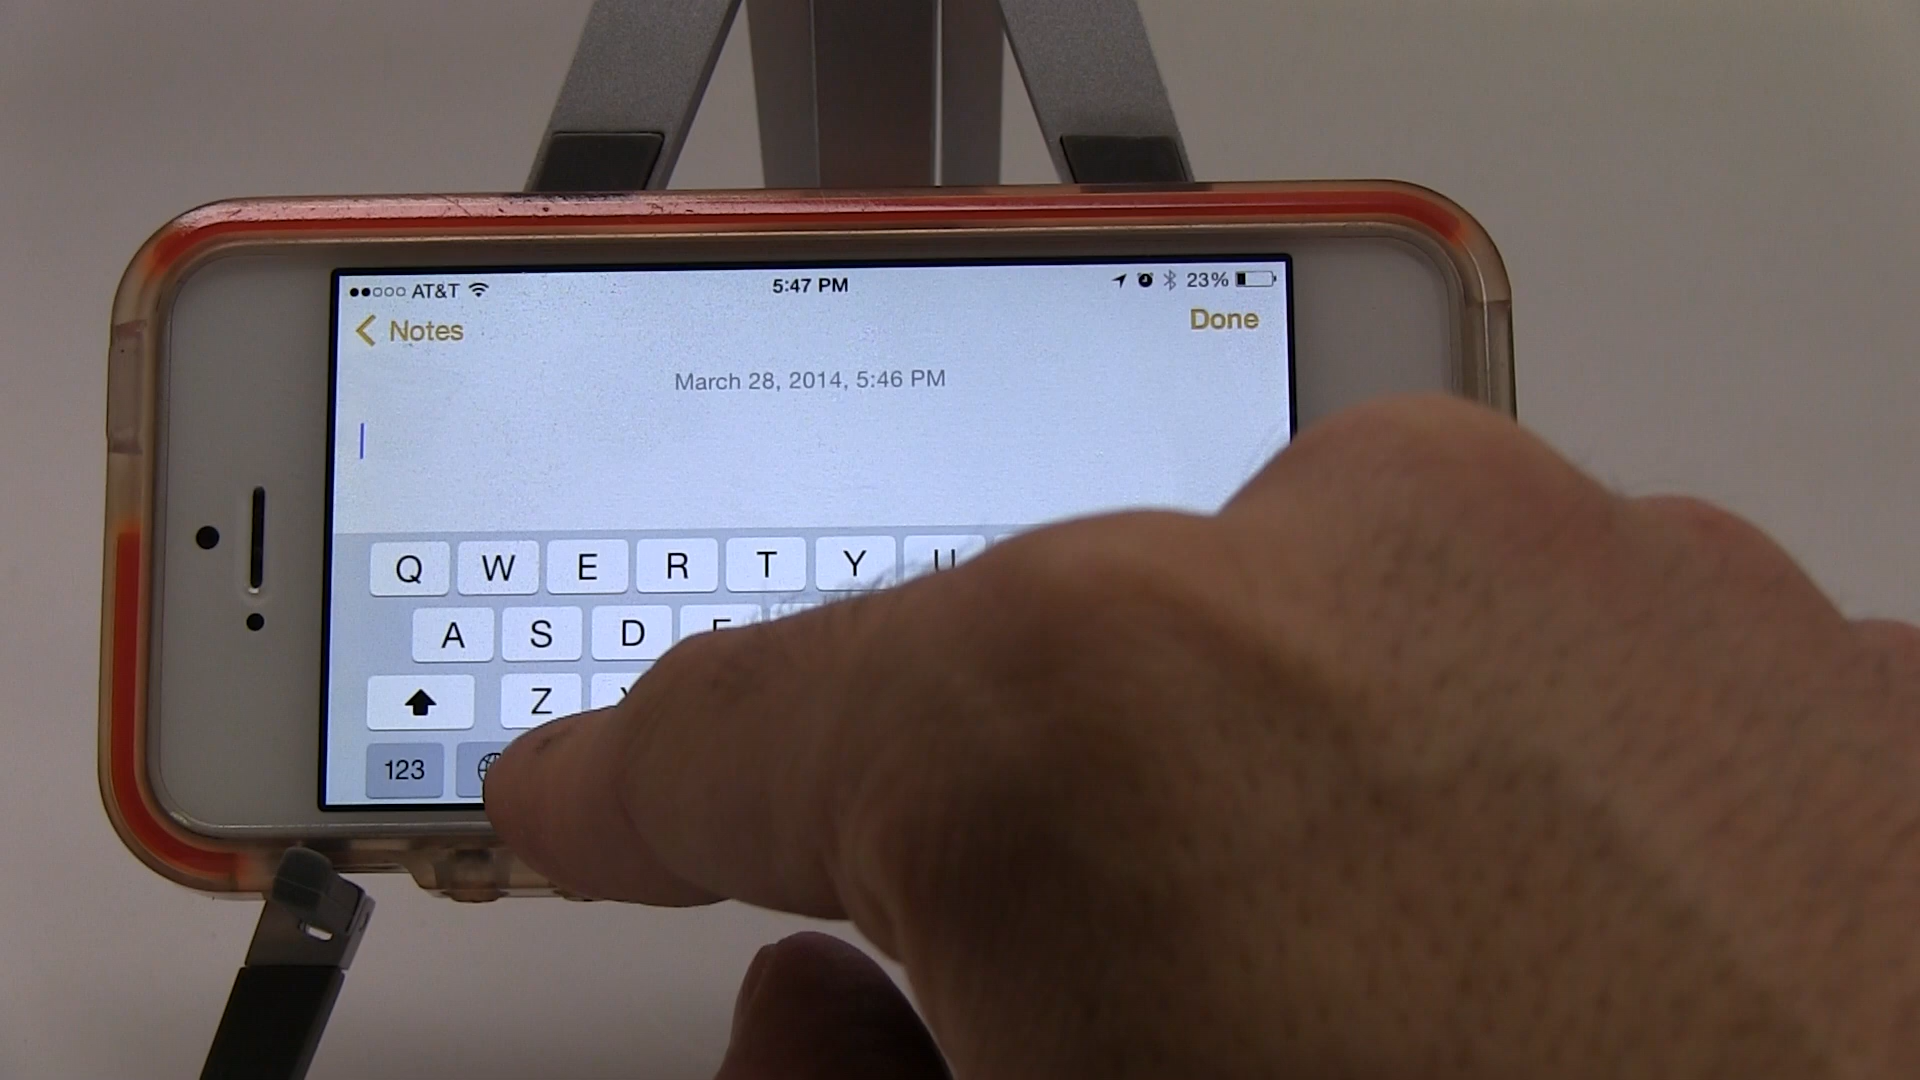 AT&T 5:47 PM 23%
Notes Done
March 28, 2014, 5:46 PM
Q W E R T Y U
A S D F
Z
123